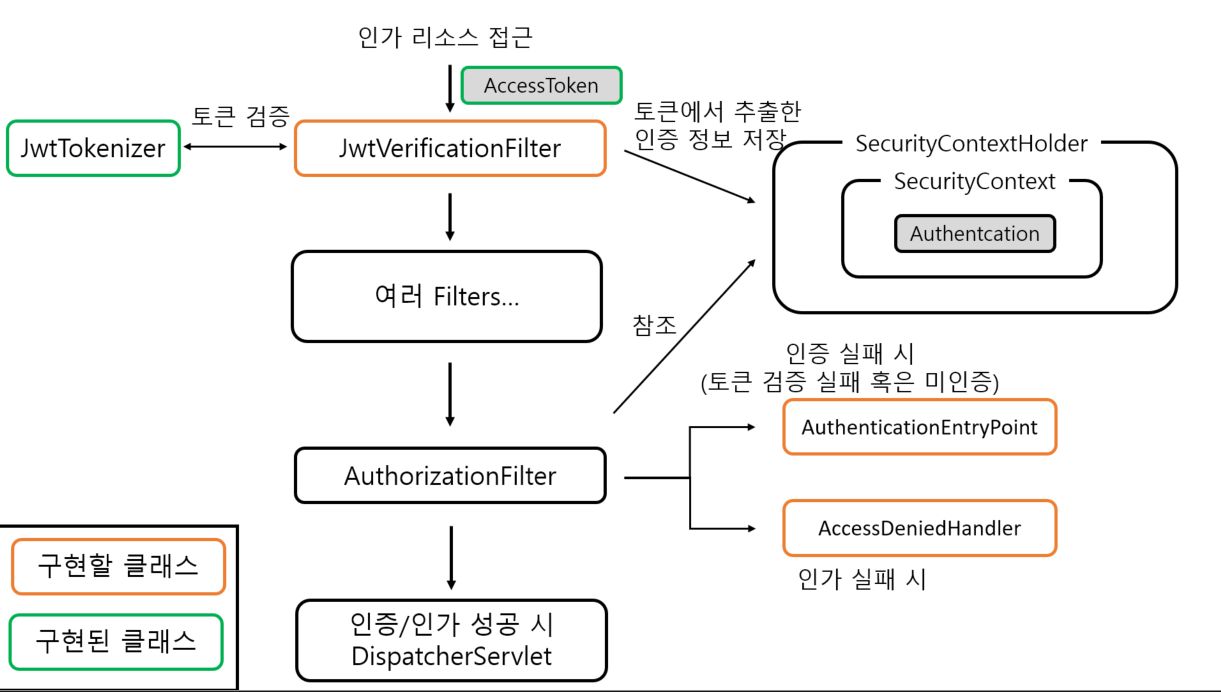 인가 리소스 접근
AccessToken
토큰 검증
JwtTokenizer
JwtVerificationFilter
토큰에서 추출한
인증 정보 저장
SecurityContextHolder
SecurityContext
Authentcation
여러 Filters...
참조
인증 실패 시
(토큰 검증 실패 혹은 미인증)
AuthenticationEntryPoint
AuthorizationFilter
AccessDeniedHandler
인가 실패 시
구현할 클래스
구현된 클래스
인증/인가 성공 시
DispatcherServlet